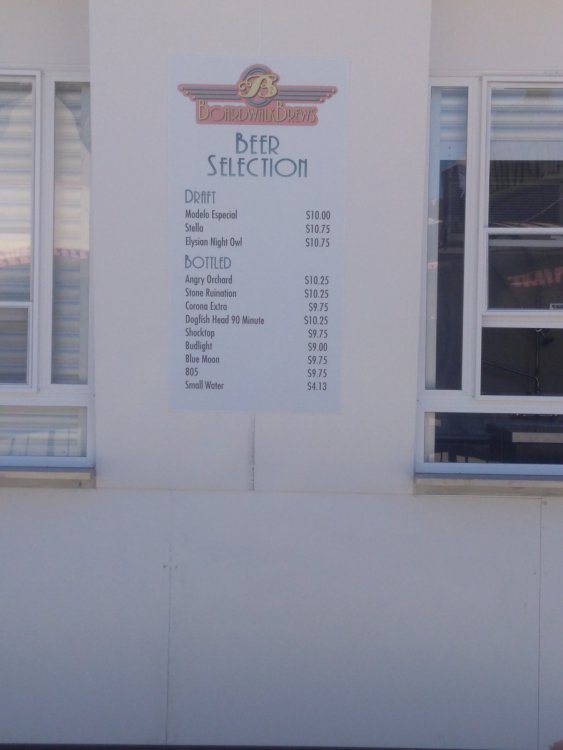 B
BOARDWALK BREWS
BEER
SELECTION
DRAFT
Modelo Especial $10.00
Stella $10.75
Elysian Night Owl $10.75
BOTTLED
Angry Orchard $10.25
Stone Ruination $10.25
Corona Extra $9.75
Dogfish Head 90 Minute $10.25
Shocktop $9.75
Budlight $9.00
Blue Moon $9.75
805 $9.75
Small Water $4.13